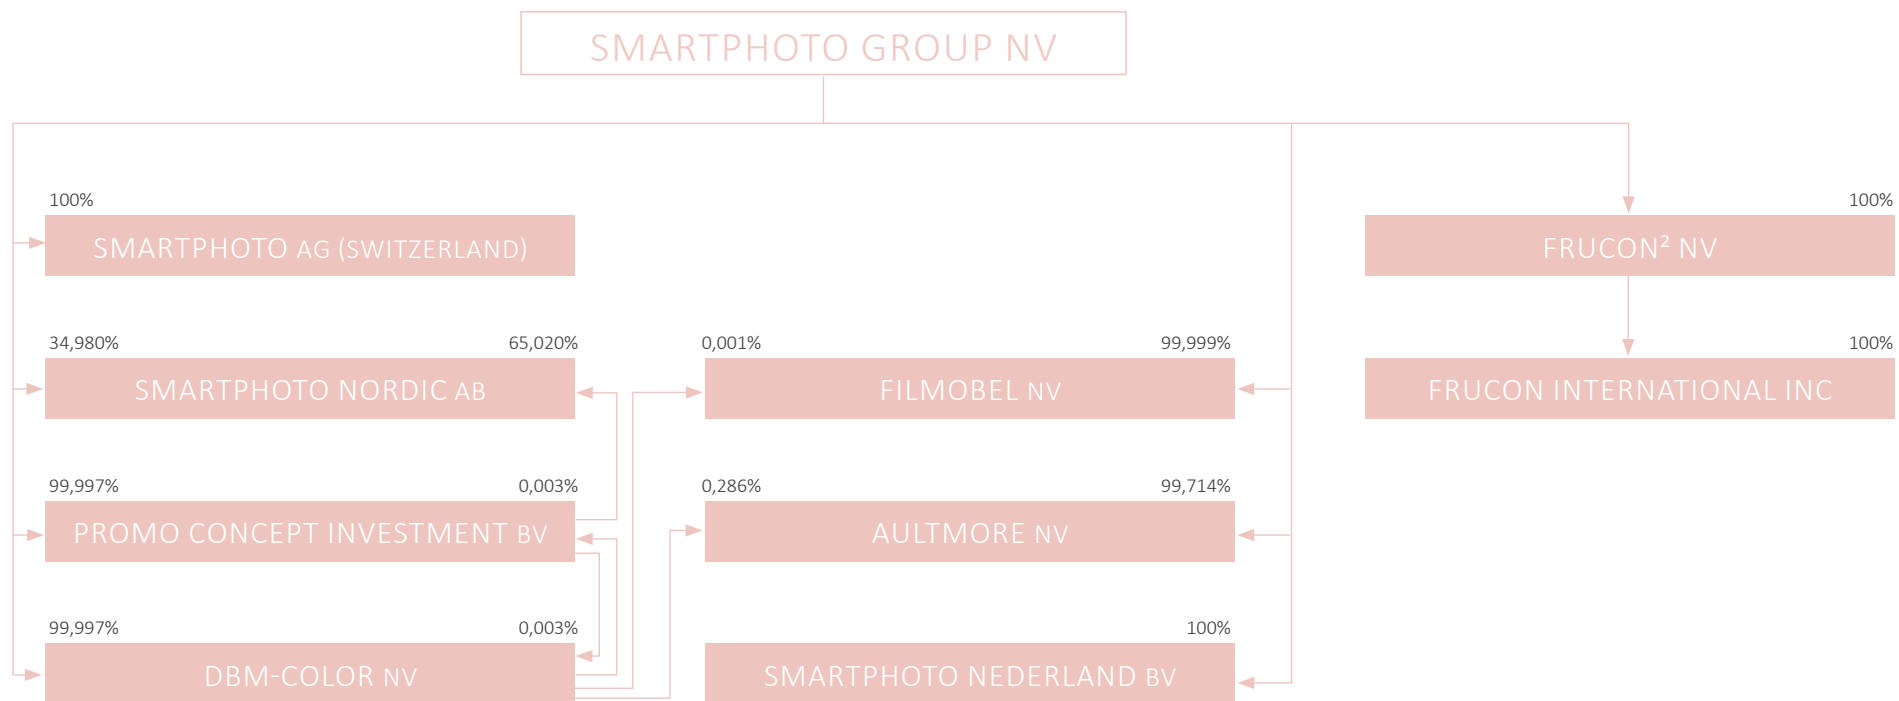 SMARTPHOTO GROUP NV
100%
SMARTPHOTO AG (SWITZERLAND)
100%
FRUCON² NV
34,980% 65,020%
SMARTPHOTO NORDIC AB
0,001% 99,999%
FILMOBEL NV
100%
FRUCON INTERNATIONAL INC
99,997% 0,003%
PROMO CONCEPT INVESTMENT BV
0,286% 99,714%
AULTMORE NV
99,997% 0,003%
DBM-COLOR NV
100%
SMARTPHOTO NEDERLAND BV